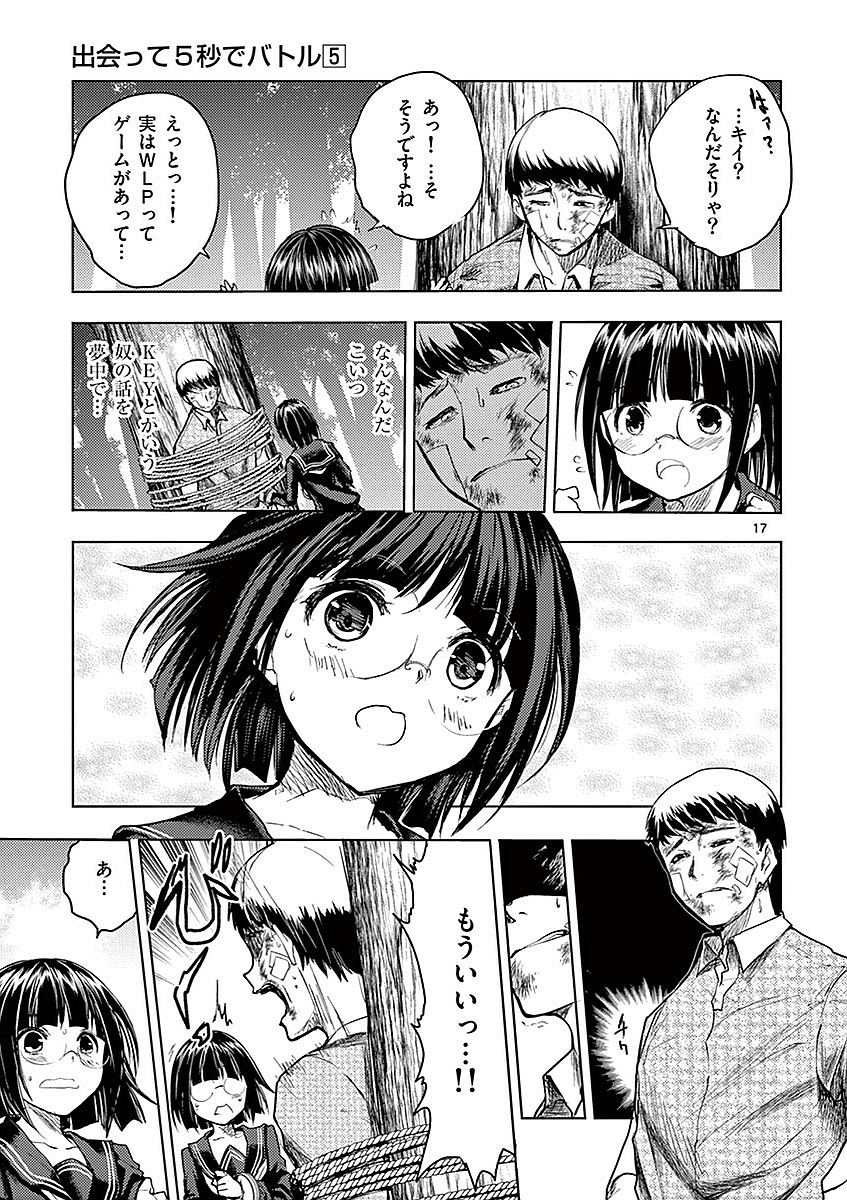 出会って5秒でバトル5
はァ?
…キイ?
なんだそりゃ?
あっ!…そ
そうですよね
えっとっ…!
実はWLPって
ゲームがあって…
なんなんだ
こいつ
KEYとかいう
奴の話を
夢中で…
17
チク
もういいっ…!!
びく
あ…